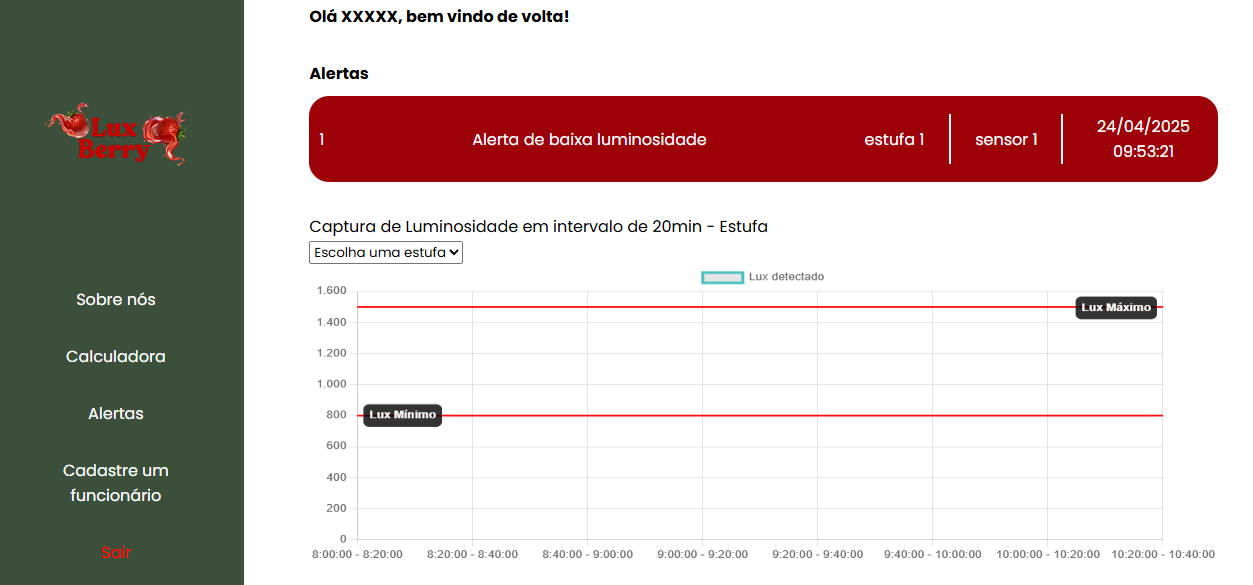 Olá XXXXX, bem vindo de volta!
Alertas
1 Alerta de baixa luminosidade estufa 1 sensor 1 24/04/2025
09:53:21
Lux
Berry
Sobre nós
Calculadora
Alertas
Cadastre um
funcionário
Sair
Captura de Luminosidade em intervalo de 20min - Estufa
Escolha uma estufa
Lux detectado
1.600
Lux Máximo
1.400
1.200
1.000
800
Lux Mínimo
600
400
200
0
8:00:00 - 8:20:00 8:20:00 - 8:40:00 8:40:00 - 9:00:00 9:00:00 - 9:20:00 9:20:00 - 9:40:00 9:40:00 - 10:00:00 10:00:00 - 10:20:00 10:20:00 - 10:40:00